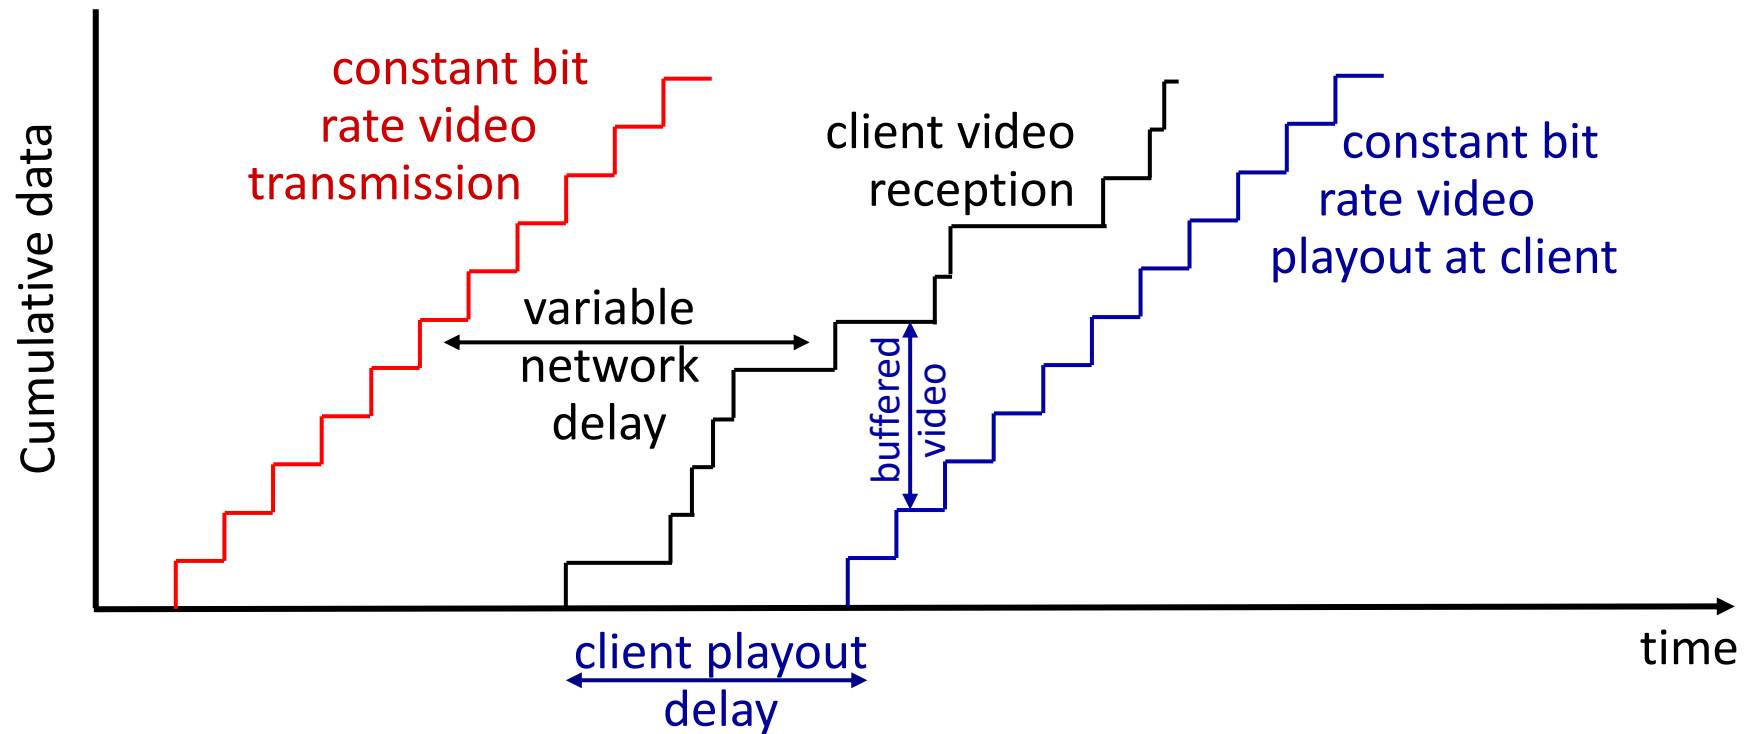 constant bit
rate video
transmission
client video
reception
constant bit
rate video
playout at client
Cumulative data
variable
network
delay
buffered
video
client playout
delay
time